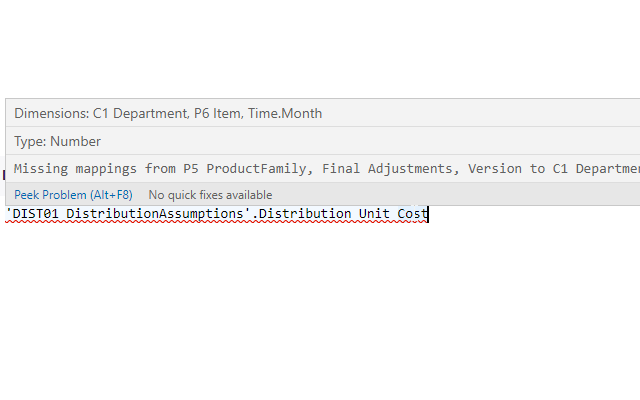 Dimensions: C1 Department, P6 Item, Time.Month
Type: Number
Missing mappings from P5 ProductFamily, Final Adjustments, Version to C1 Departme
Peek Problem (Alt+F8) No quick fixes available
'DIST01 DistributionAssumptions'.Distribution Unit Cost